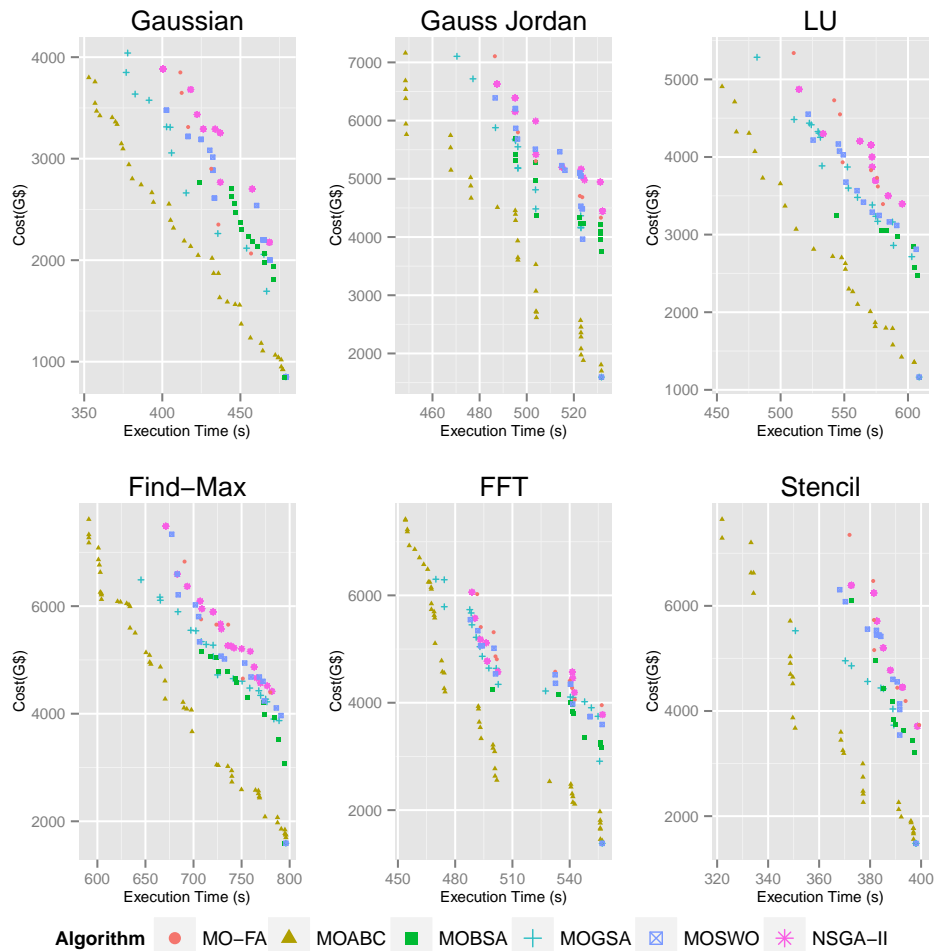 Gaussian
Gauss Jordan
LU
Cost(G$)
4000
3000
2000
1000
350
400
450
Execution Time (s)
Cost(G$)
7000
6000
5000
4000
3000
2000
460
480
500
520
Execution Time (s)
Cost(G$)
5000
4000
3000
2000
1000
450
500
550
600
Execution Time (s)
Find−Max
FFT
Stencil
Cost(G$)
6000
4000
2000
600
650
700
750
800
Execution Time (s)
Cost(G$)
6000
4000
2000
450
480
510
540
Execution Time (s)
Cost(G$)
6000
4000
2000
320
340
360
380
400
Execution Time (s)
Algorithm MO−FA MOABC MOBSA MOGSA MOSWO NSGA−II